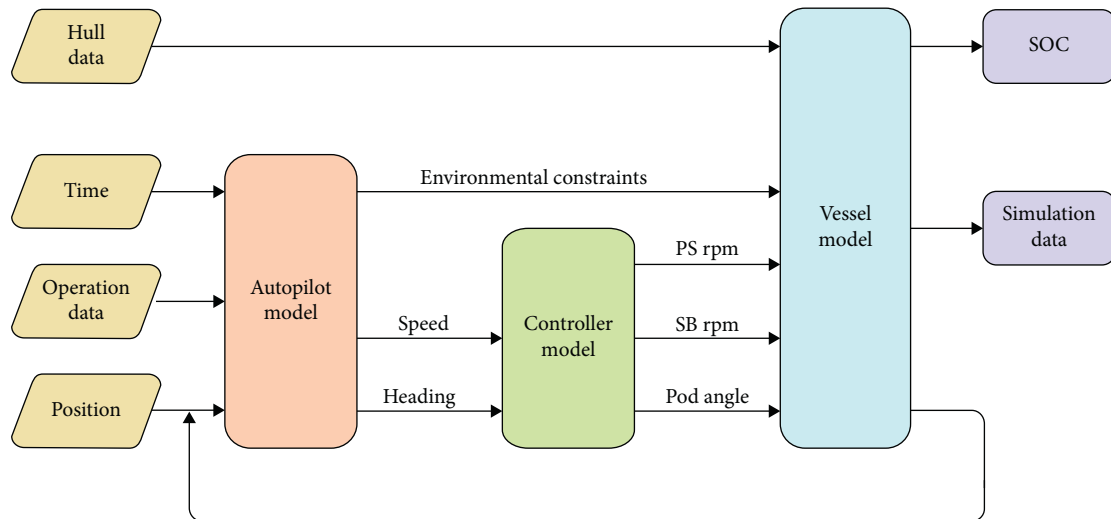 Hull
data
SOC
Time
Environmental constraints
Simulation
data
Vessel
model
PS rpm
Operation
data
Autopilot
model
Speed
Controller
model
SB rpm
Position
Heading
Pod angle